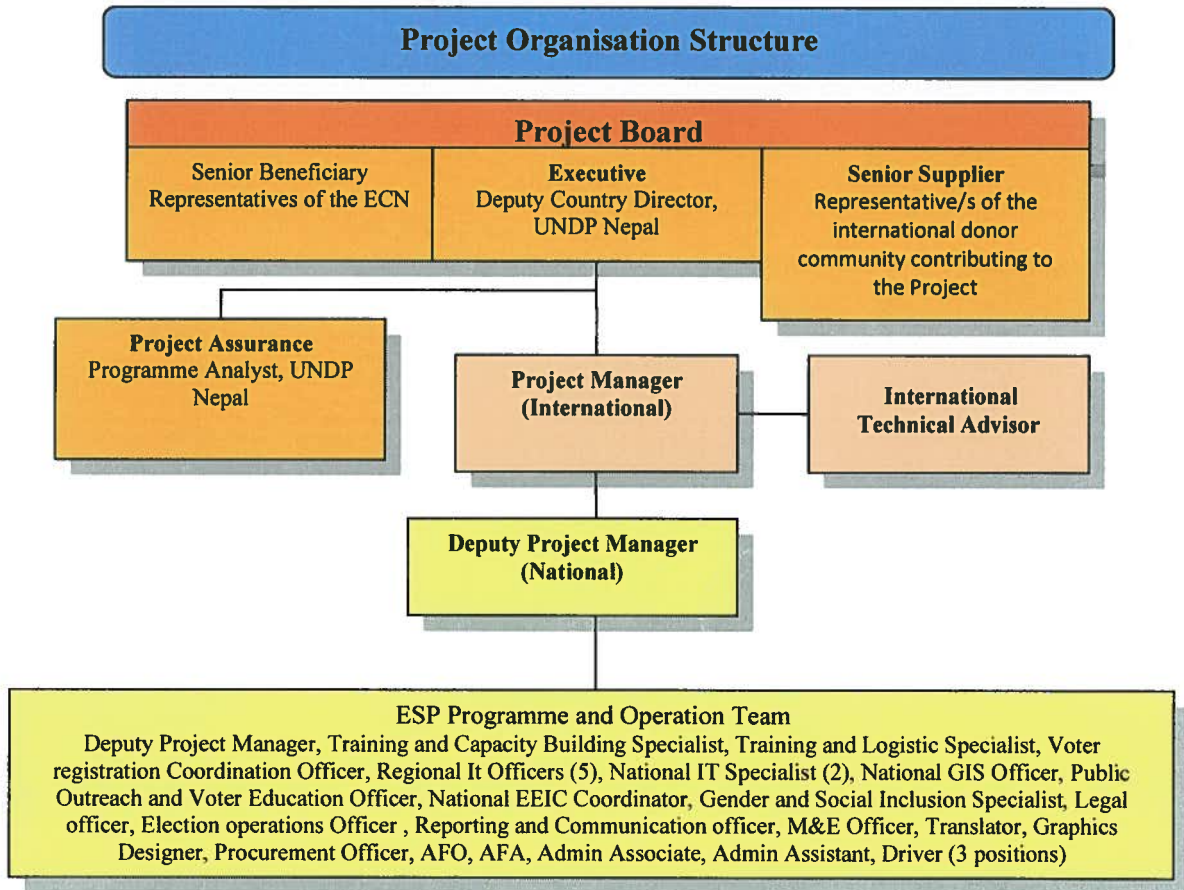 Project Organisation Structure
Project Board
Senior Beneficiary
Representatives of the ECN
Executive
Deputy Country Director,
UNDP Nepal
Senior Supplier
Representative/s of the
international donor
community contributing to
the Project
Project Assurance
Programme Analyst, UNDP
Nepal
Project Manager
(International)
International
Technical Advisor
Deputy Project Manager
(National)
ESP Programme and Operation Team
Deputy Project Manager, Training and Capacity Building Specialist, Training and Logistic Specialist, Voter
registration Coordination Officer, Regional It Officers (5), National IT Specialist (2), National GIS Officer, Public
Outreach and Voter Education Officer, National EEIC Coordinator, Gender and Social Inclusion Specialist, Legal
officer, Election operations Officer , Reporting and Communication officer, M&E Officer, Translator, Graphics
Designer, Procurement Officer, AFO, AFA, Admin Associate, Admin Assistant, Driver (3 positions)